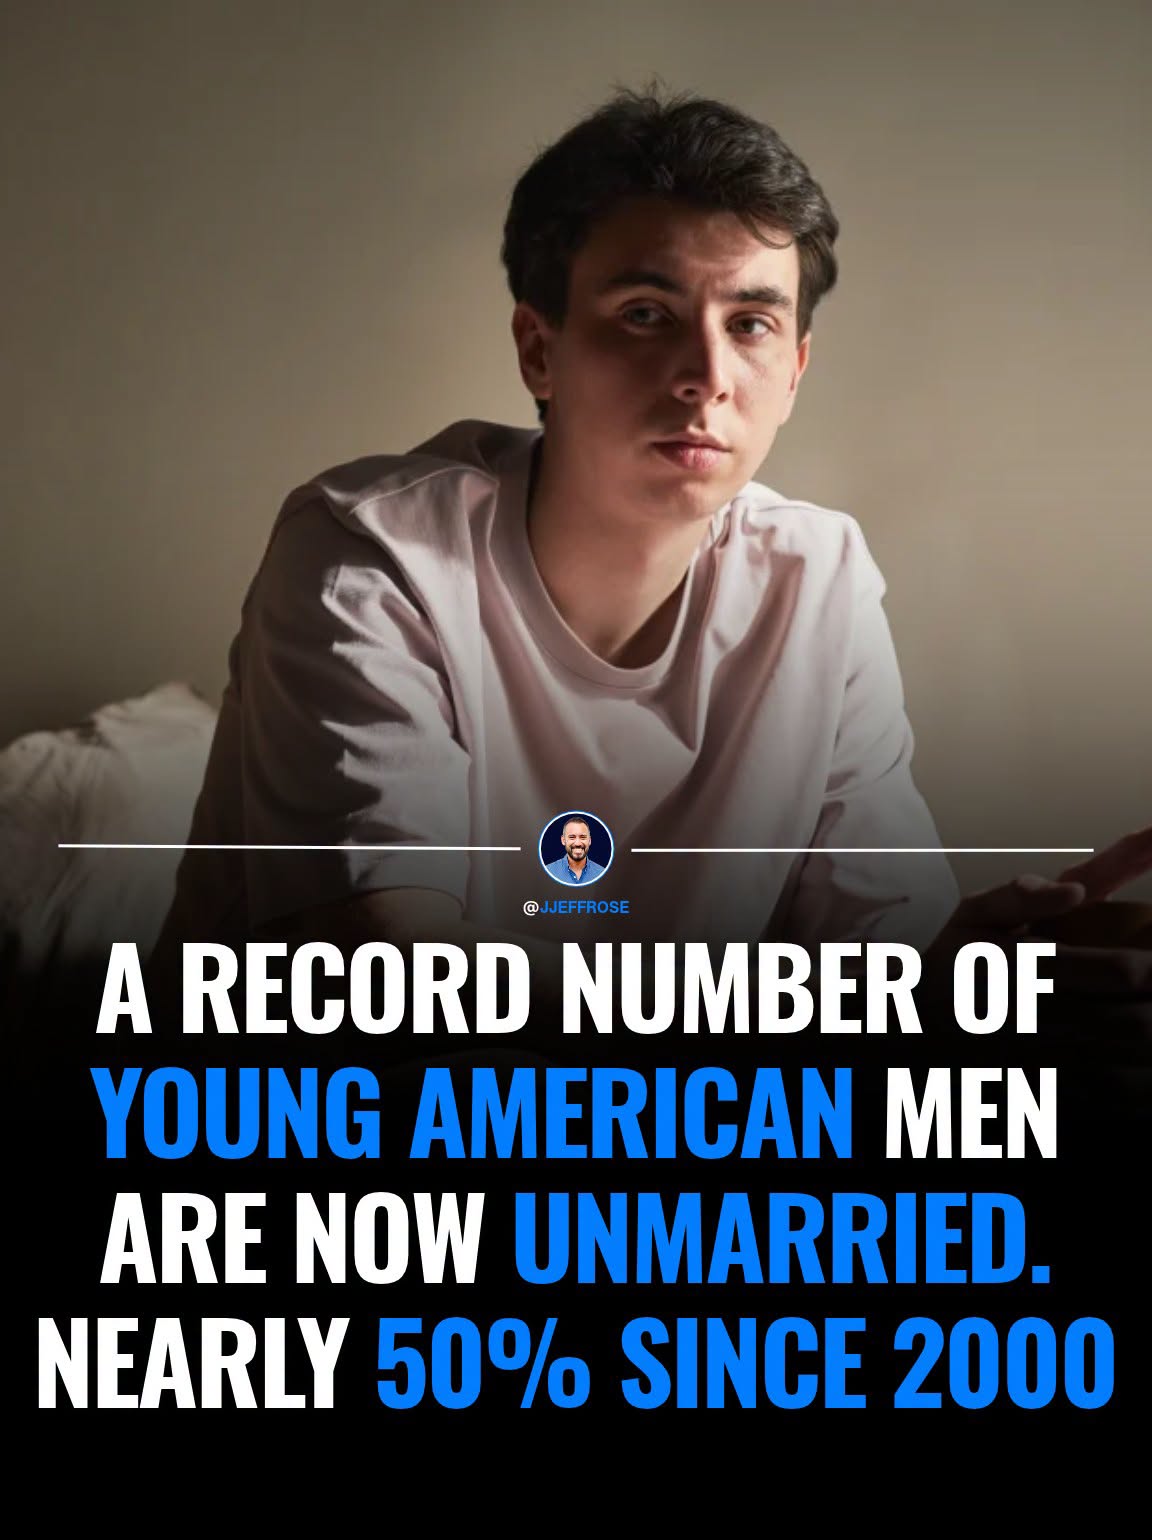 @JJEFFROSE
A RECORD NUMBER OF
YOUNG AMERICAN MEN
ARE NOW UNMARRIED.
NEARLY 50% SINCE 2000